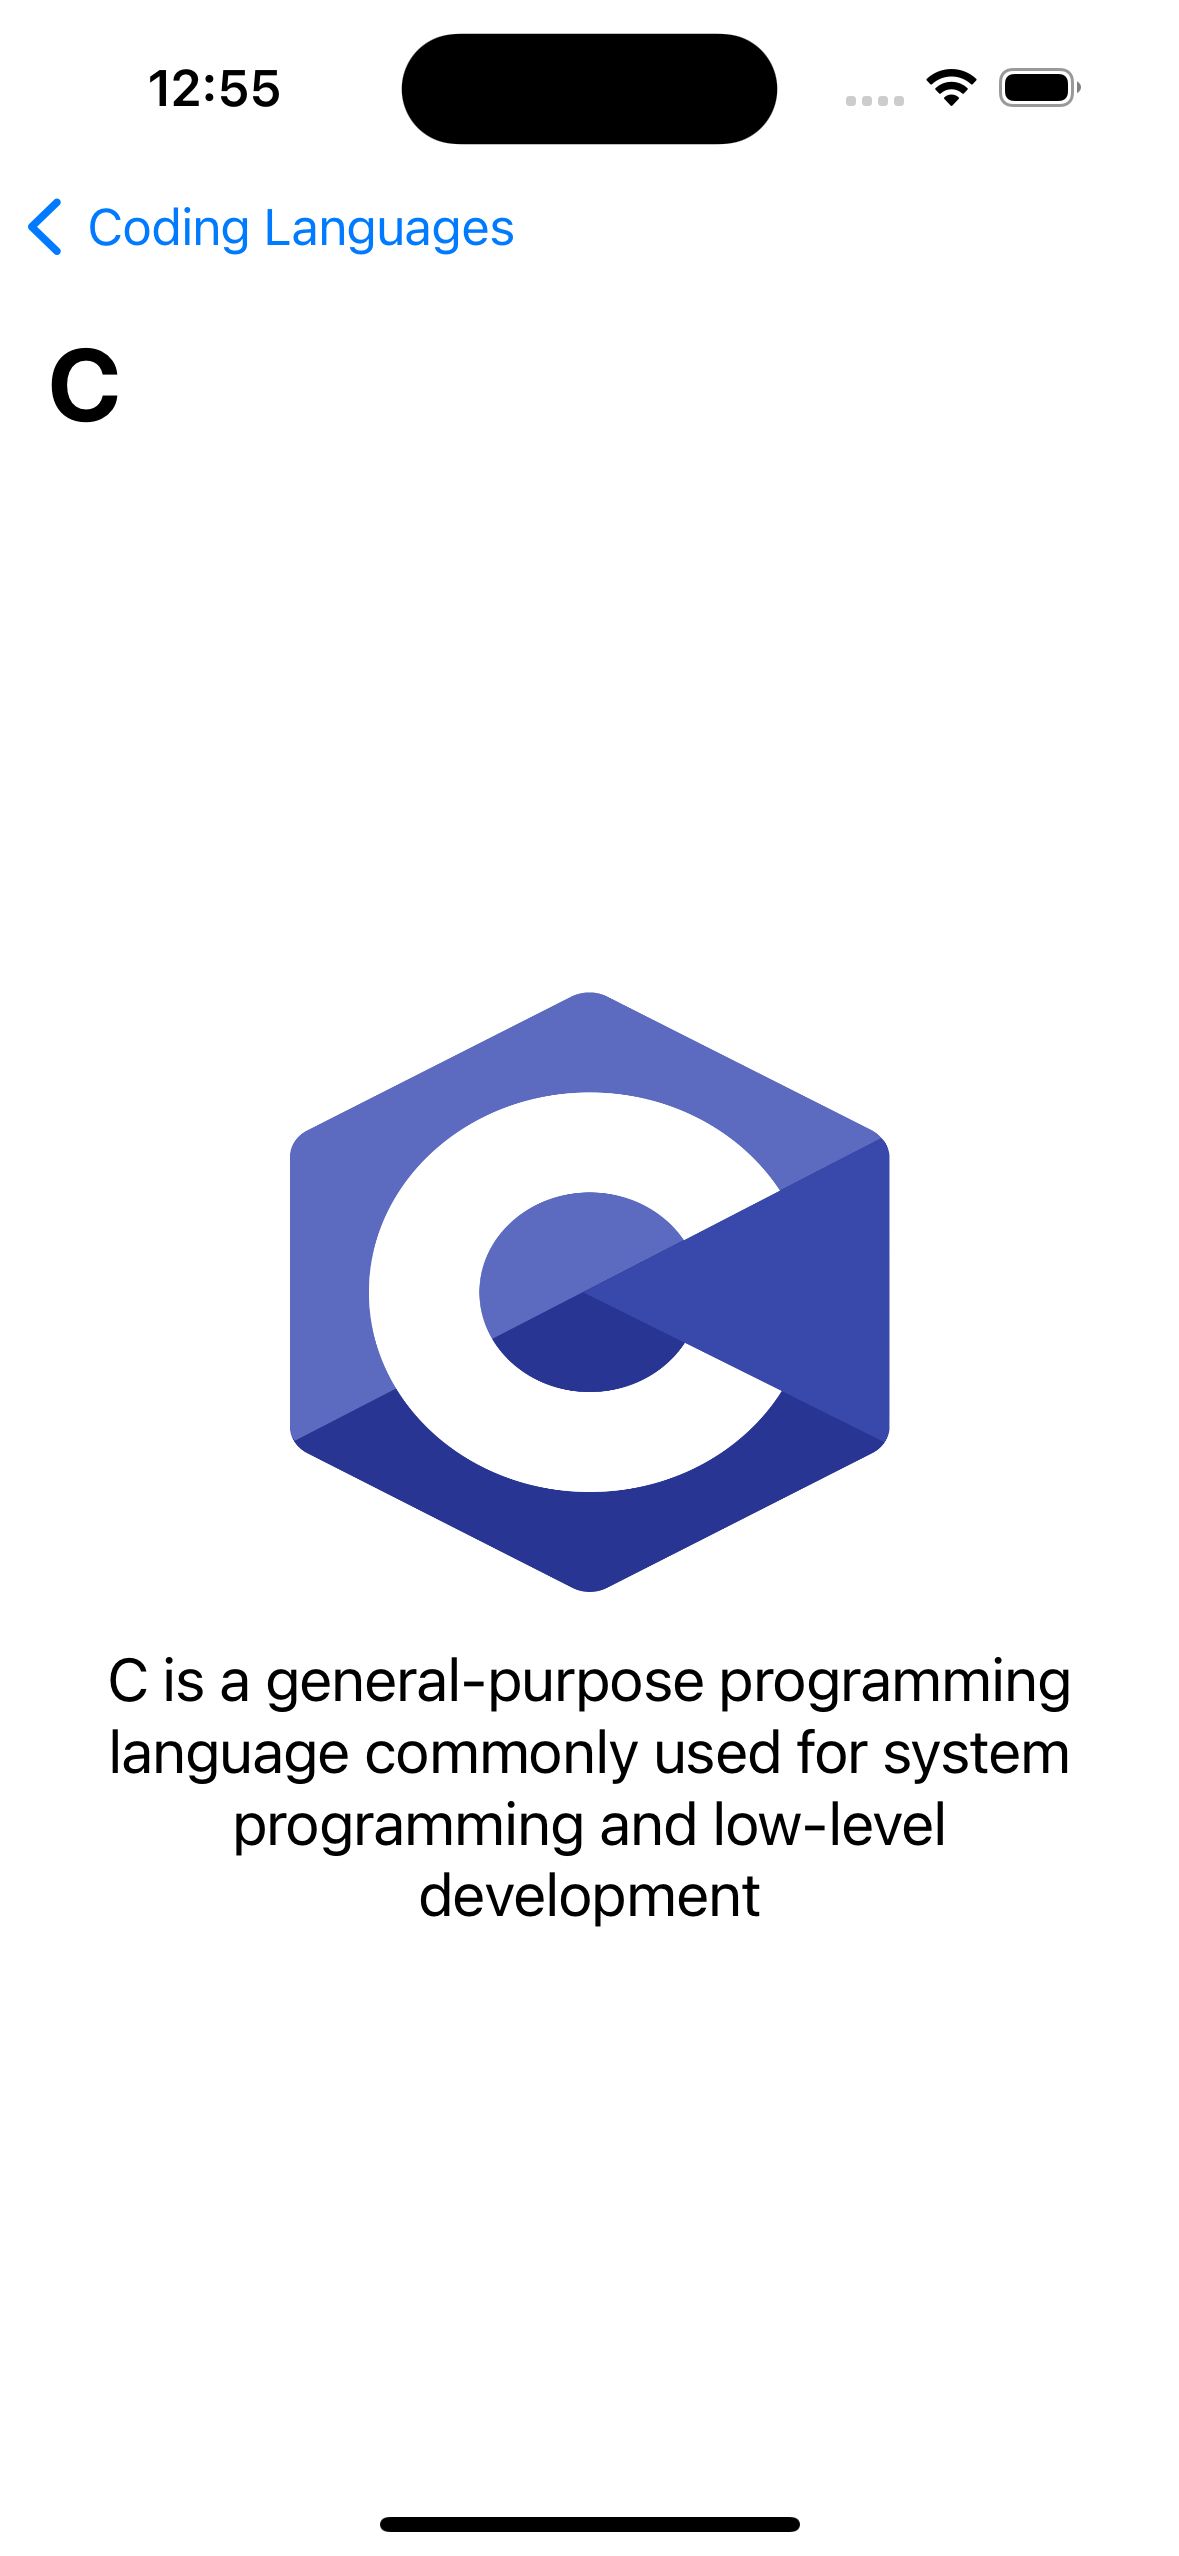 12:55
Coding Languages
C
C
C is a general-purpose programming
language commonly used for system
programming and low-level
development